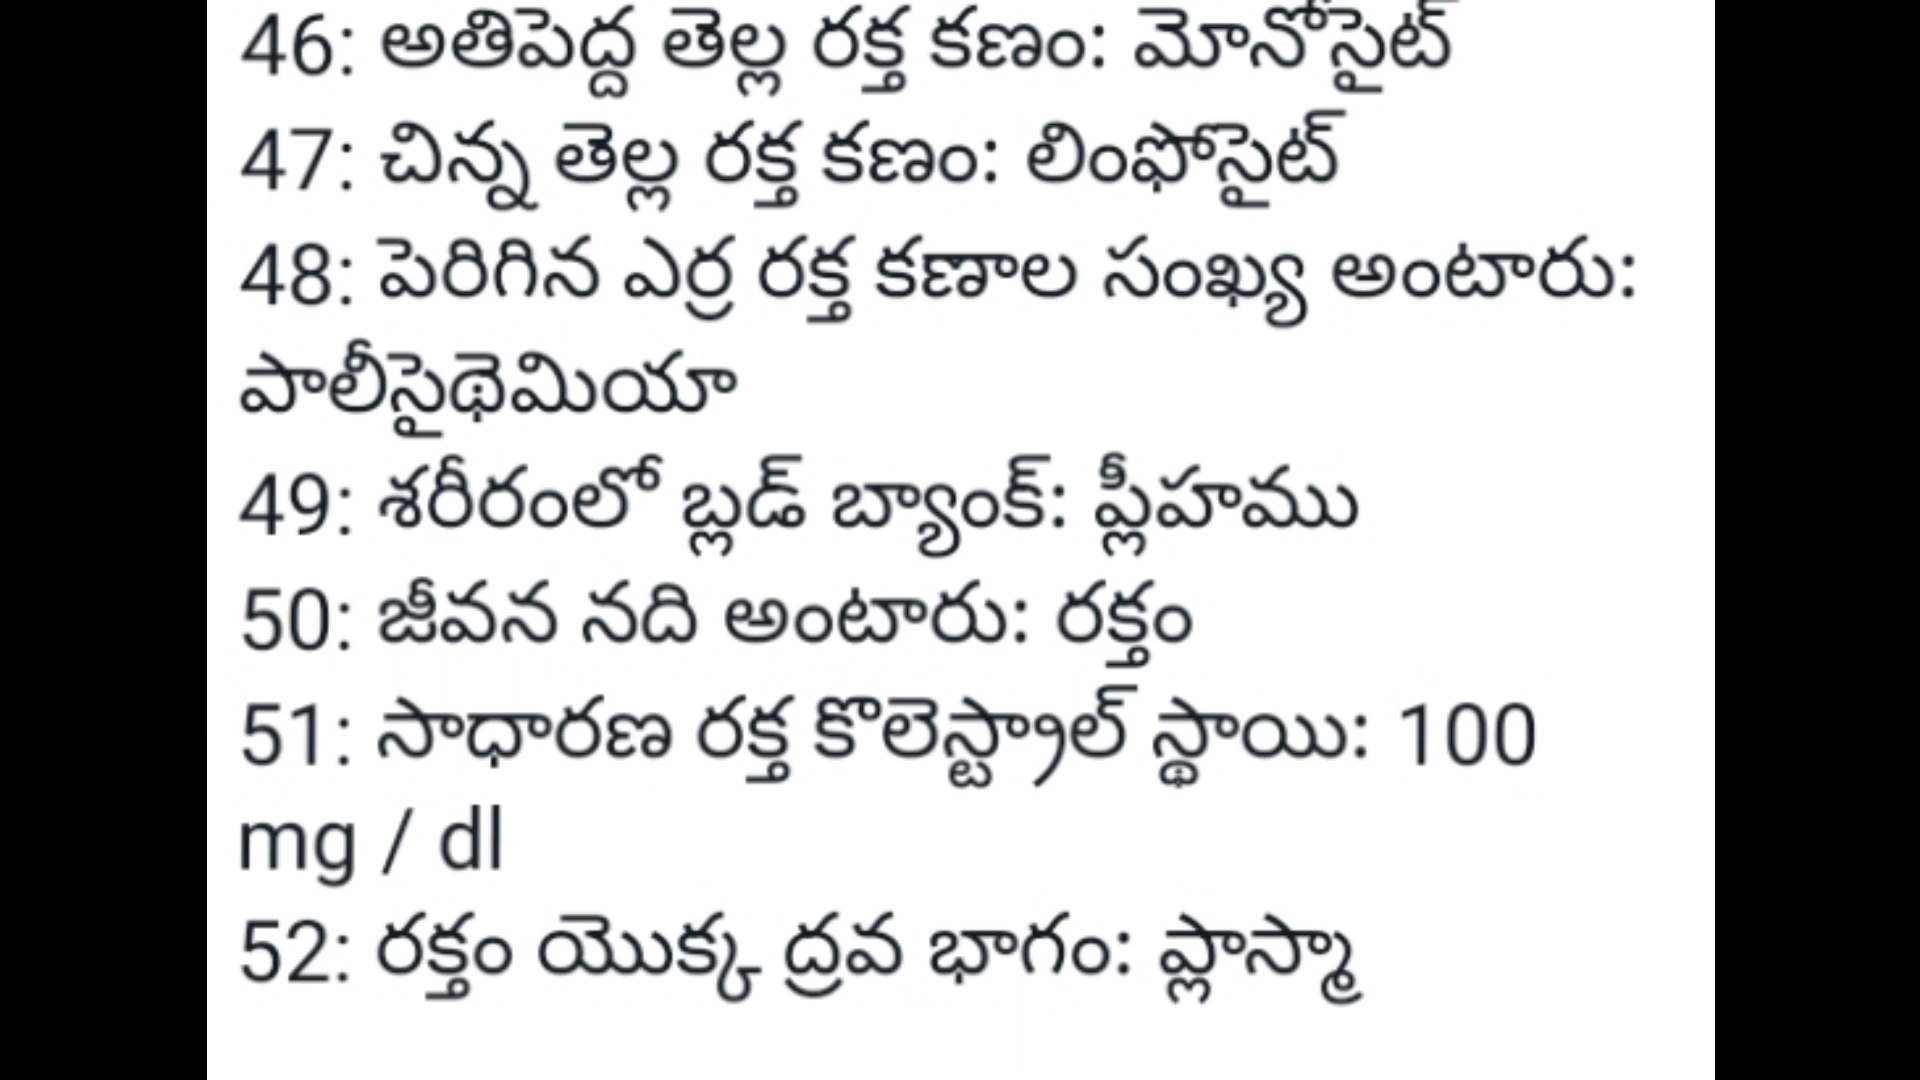 46: అతిపెద్ద తెల్ల రక్త కణం: మోనోసైట్
47: చిన్న తెల్ల రక్త కణం: లింఫోసైట్
48: పెరిగిన ఎర్ర రక్త కణాల సంఖ్య అంటారు:
పాలీసైథెమియా
49: శరీరంలో బ్లడ్ బ్యాంక్: ప్లీహము
50: జీవన నది అంటారు: రక్తం
51: సాధారణ రక్త కొలెస్ట్రాల్ స్థాయి: 100
mg / dl
52: రక్తం యొక్క ద్రవ భాగం: ప్లాస్మా